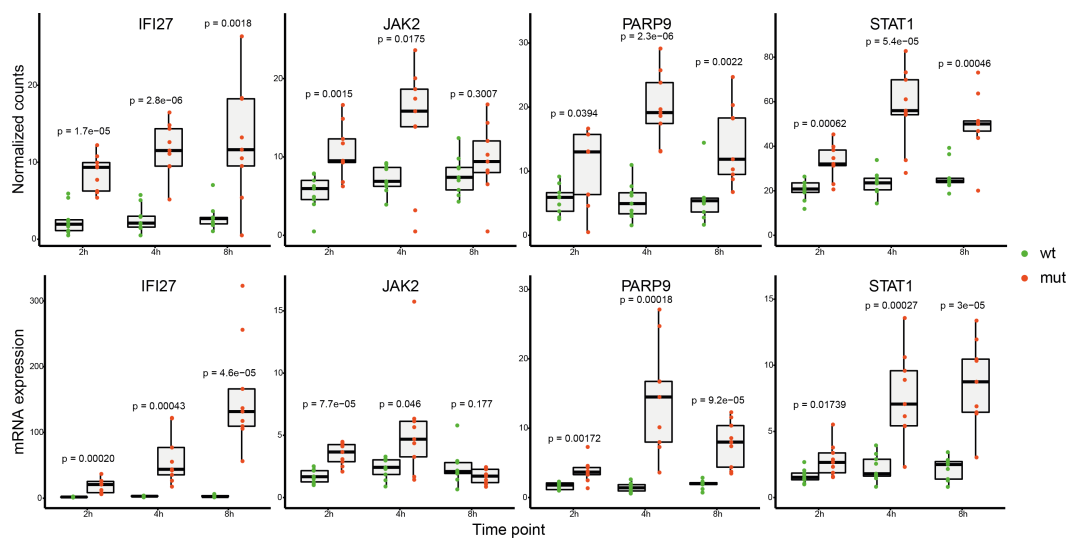 IFI27
JAK2
PARP9
STAT1
p = 0.0018
p = 2.8e−06
p = 1.7e−05
p = 0.0175
p = 0.0015
p = 0.3007
p = 2.3e−06
p = 0.0022
p = 0.0394
p = 5.4e−05
p = 0.00046
p = 0.00062
Normalized counts
0
10
20
0
10
20
0
10
20
30
0
20
40
60
80
2h 4h 8h
2h 4h 8h
2h 4h 8h
2h 4h 8h
wt
mut
IFI27
JAK2
PARP9
STAT1
p = 4.6e−05
p = 0.00043
p = 0.00020
p = 7.7e−05
p = 0.046
p = 0.177
p = 0.00018
p = 9.2e−05
p = 0.00172
p = 0.00027
p = 3e−05
p = 0.01739
mRNA expression
0
100
200
300
0
5
10
15
0
10
20
30
0
5
10
15
2h 4h 8h
2h 4h 8h
2h 4h 8h
2h 4h 8h
Time point